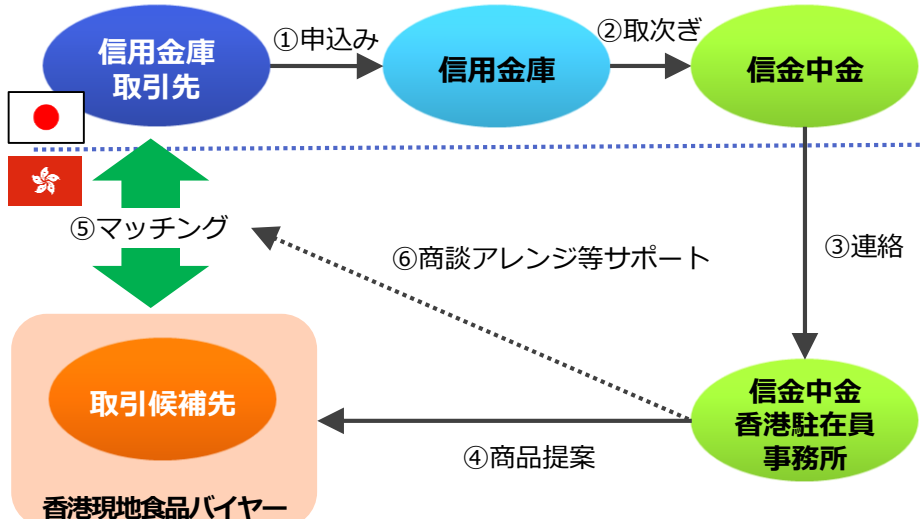 信用金庫
取引先
①申込み
信用金庫
②取次ぎ
信金中金
③連絡
⑤マッチング
⑥商談アレンジ等サポート
取引候補先
④商品提案
信金中金
香港駐在員
事務所
香港現地食品バイヤー